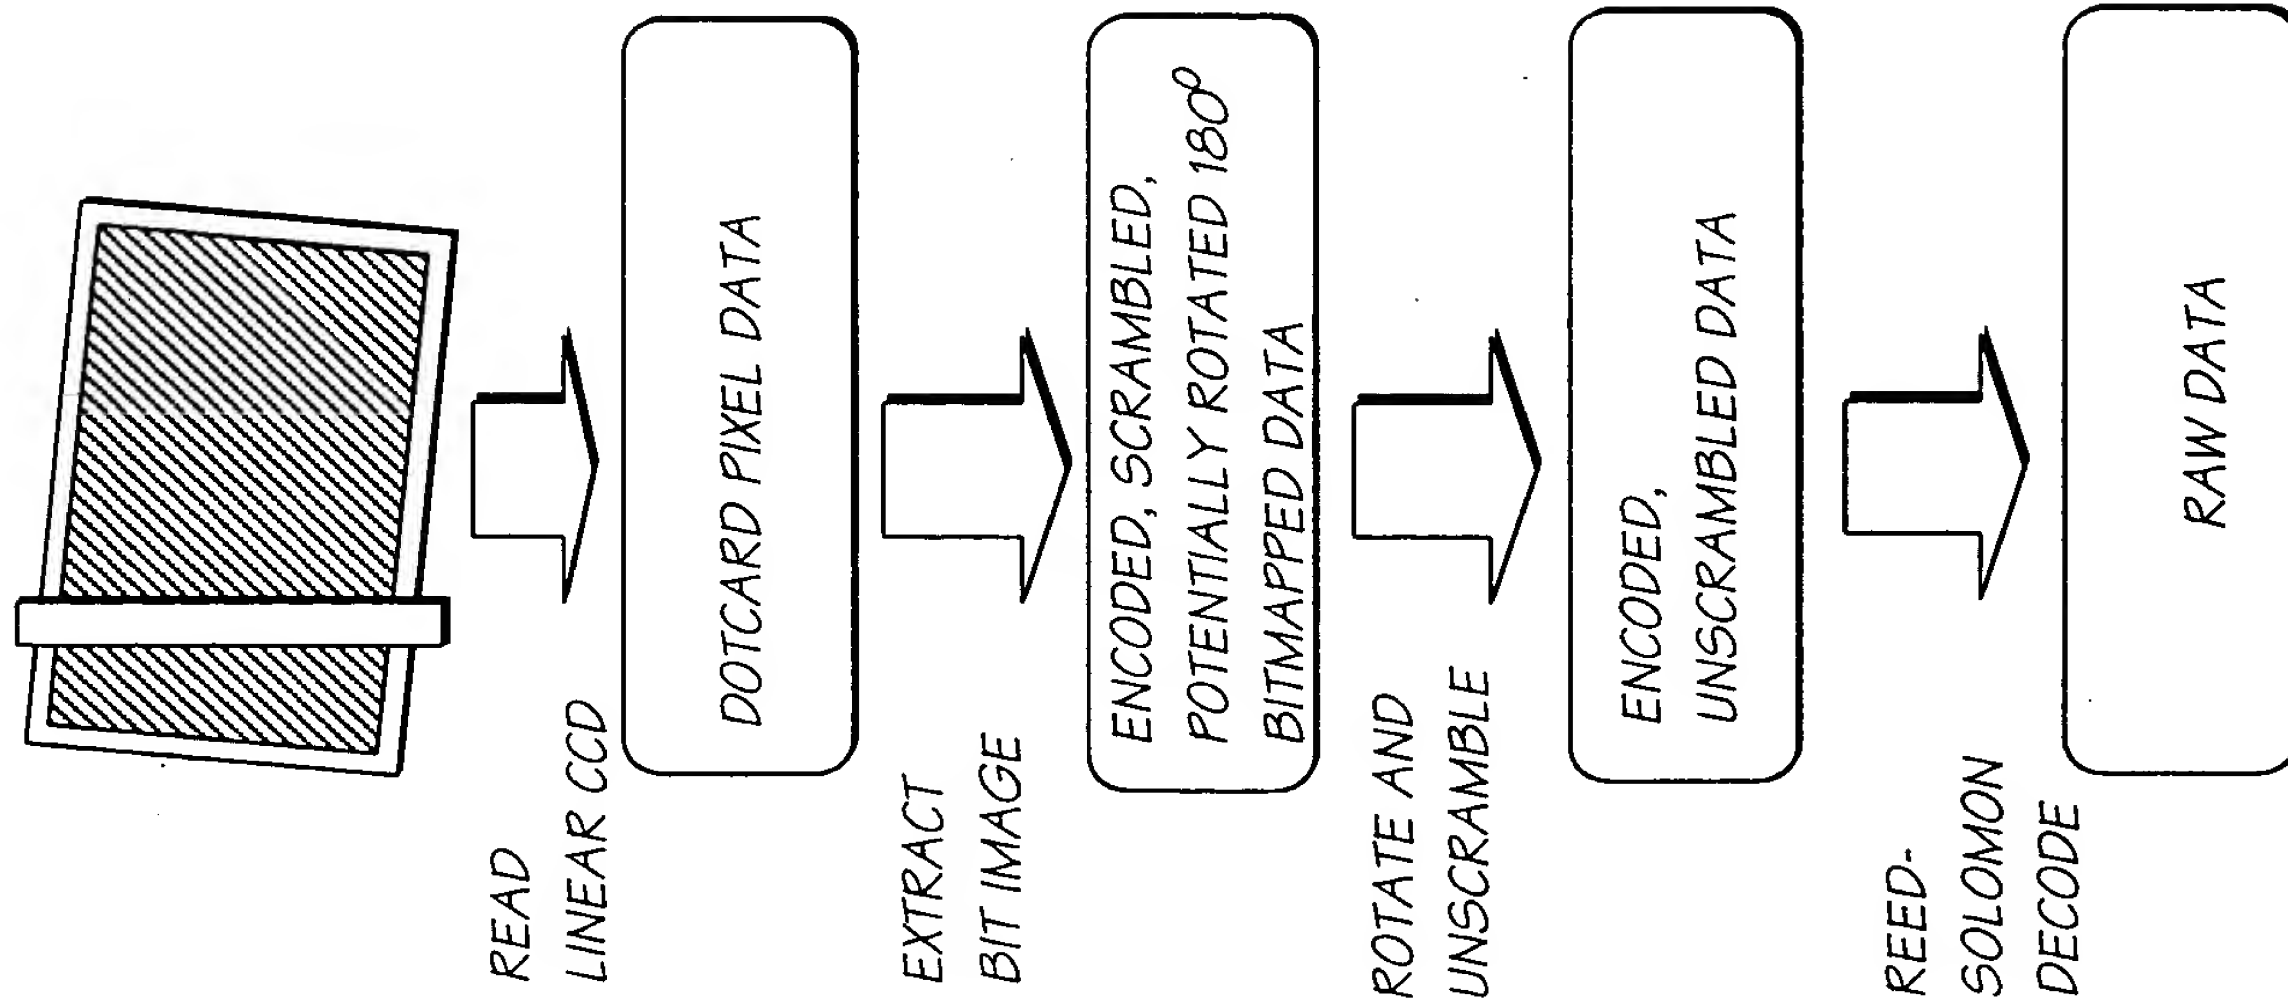 READ
LINEAR CCD
DOTCARD PIXEL DATA
EXTRACT
BIT IMAGE
ENCODED, SCRAMBLED,
POTENTIALLY ROTATED 180°
BITMAPPED DATA
ROTATE AND
UNSCRAMBLE
ENCODED,
UNSCRAMBLED DATA
REED-
SOLOMON
DECODE
RAW DATA